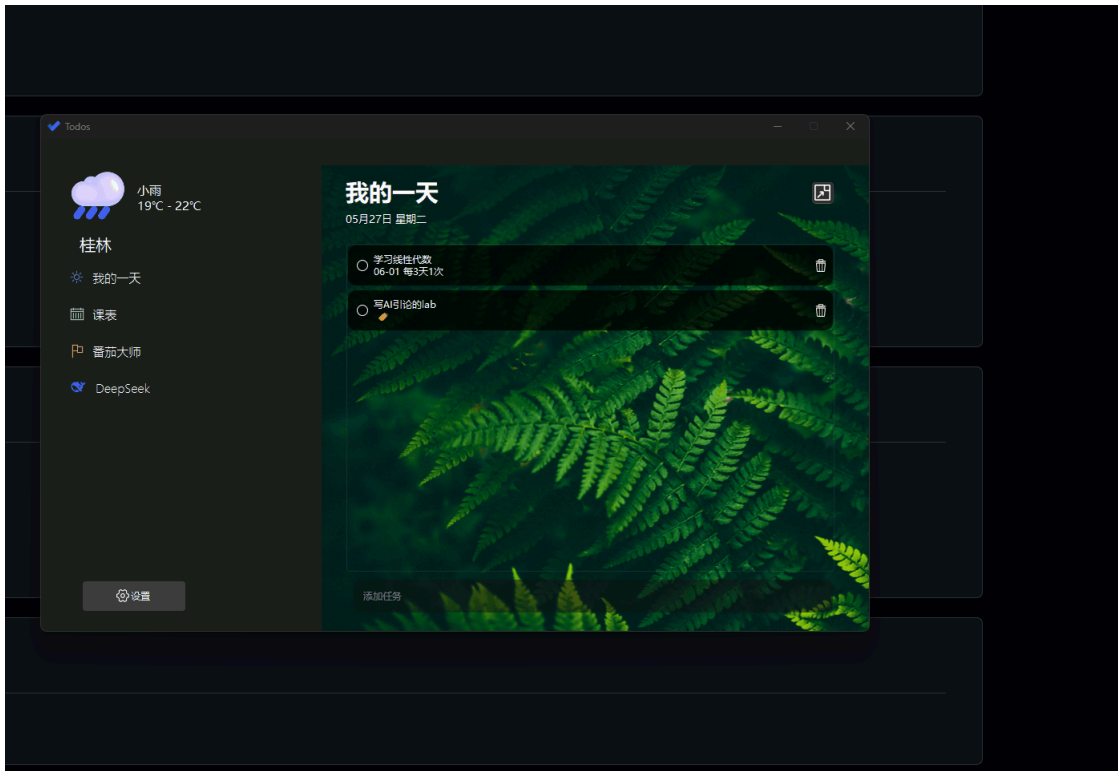 Todos
小雨
19℃ - 22℃
桂林
我的一天
课表
番茄大师
DeepSeek
设置
我的一天
05月27日 星期二
学习线性代数
06-01 每3天1次
写AI引论的lab
添加任务